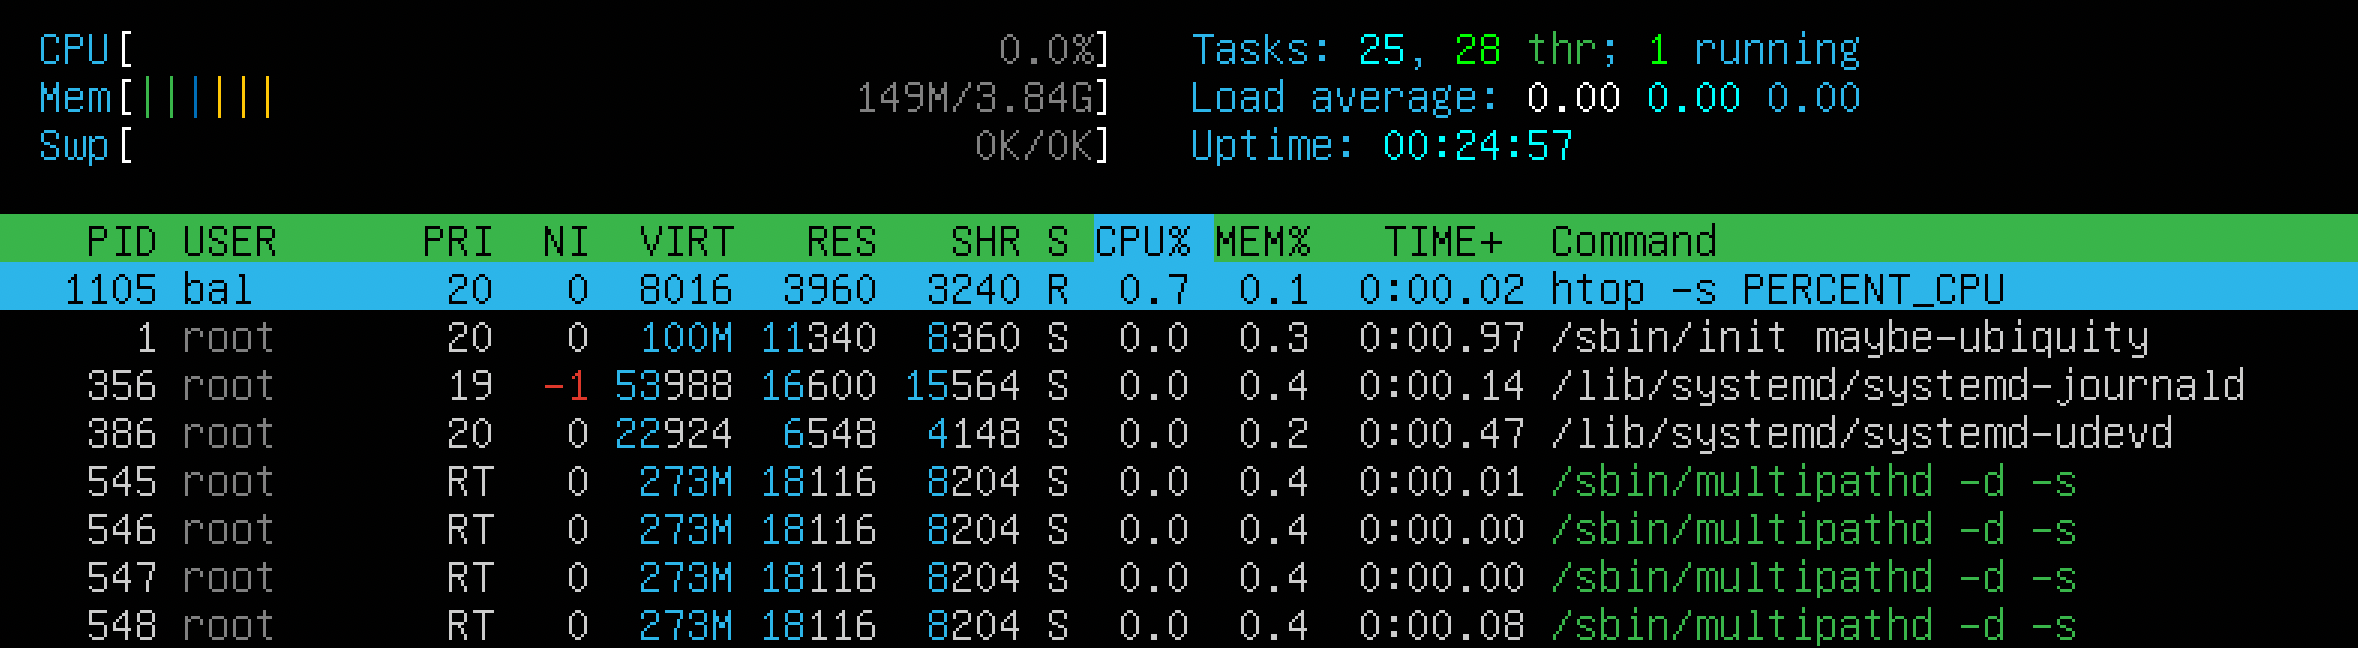 CPU[ 0.0%] Tasks: 25, 28 thr; 1 running
Mem[|||||| 149M/3.84G] Load average: 0.00 0.00 0.00
Swp[ 0K/0K] Uptime: 00:24:57
PID USER PRI NI VIRT RES SHR S CPU% MEM% TIME+ Command
1105 bal 20 0 8016 3960 3240 R 0.7 0.1 0:00.02 htop -s PERCENT_CPU
1 root 20 0 100M 11340 8360 S 0.0 0.3 0:00.97 /sbin/init maybe-ubiquity
356 root 19 -1 53988 16600 15564 S 0.0 0.4 0:00.14 /lib/systemd/systemd-journald
386 root 20 0 22924 6548 4148 S 0.0 0.2 0:00.47 /lib/systemd/systemd-udevd
545 root RT 0 273M 18116 8204 S 0.0 0.4 0:00.01 /sbin/multipathd -d -s
546 root RT 0 273M 18116 8204 S 0.0 0.4 0:00.00 /sbin/multipathd -d -s
547 root RT 0 273M 18116 8204 S 0.0 0.4 0:00.00 /sbin/multipathd -d -s
548 root RT 0 273M 18116 8204 S 0.0 0.4 0:00.08 /sbin/multipathd -d -s